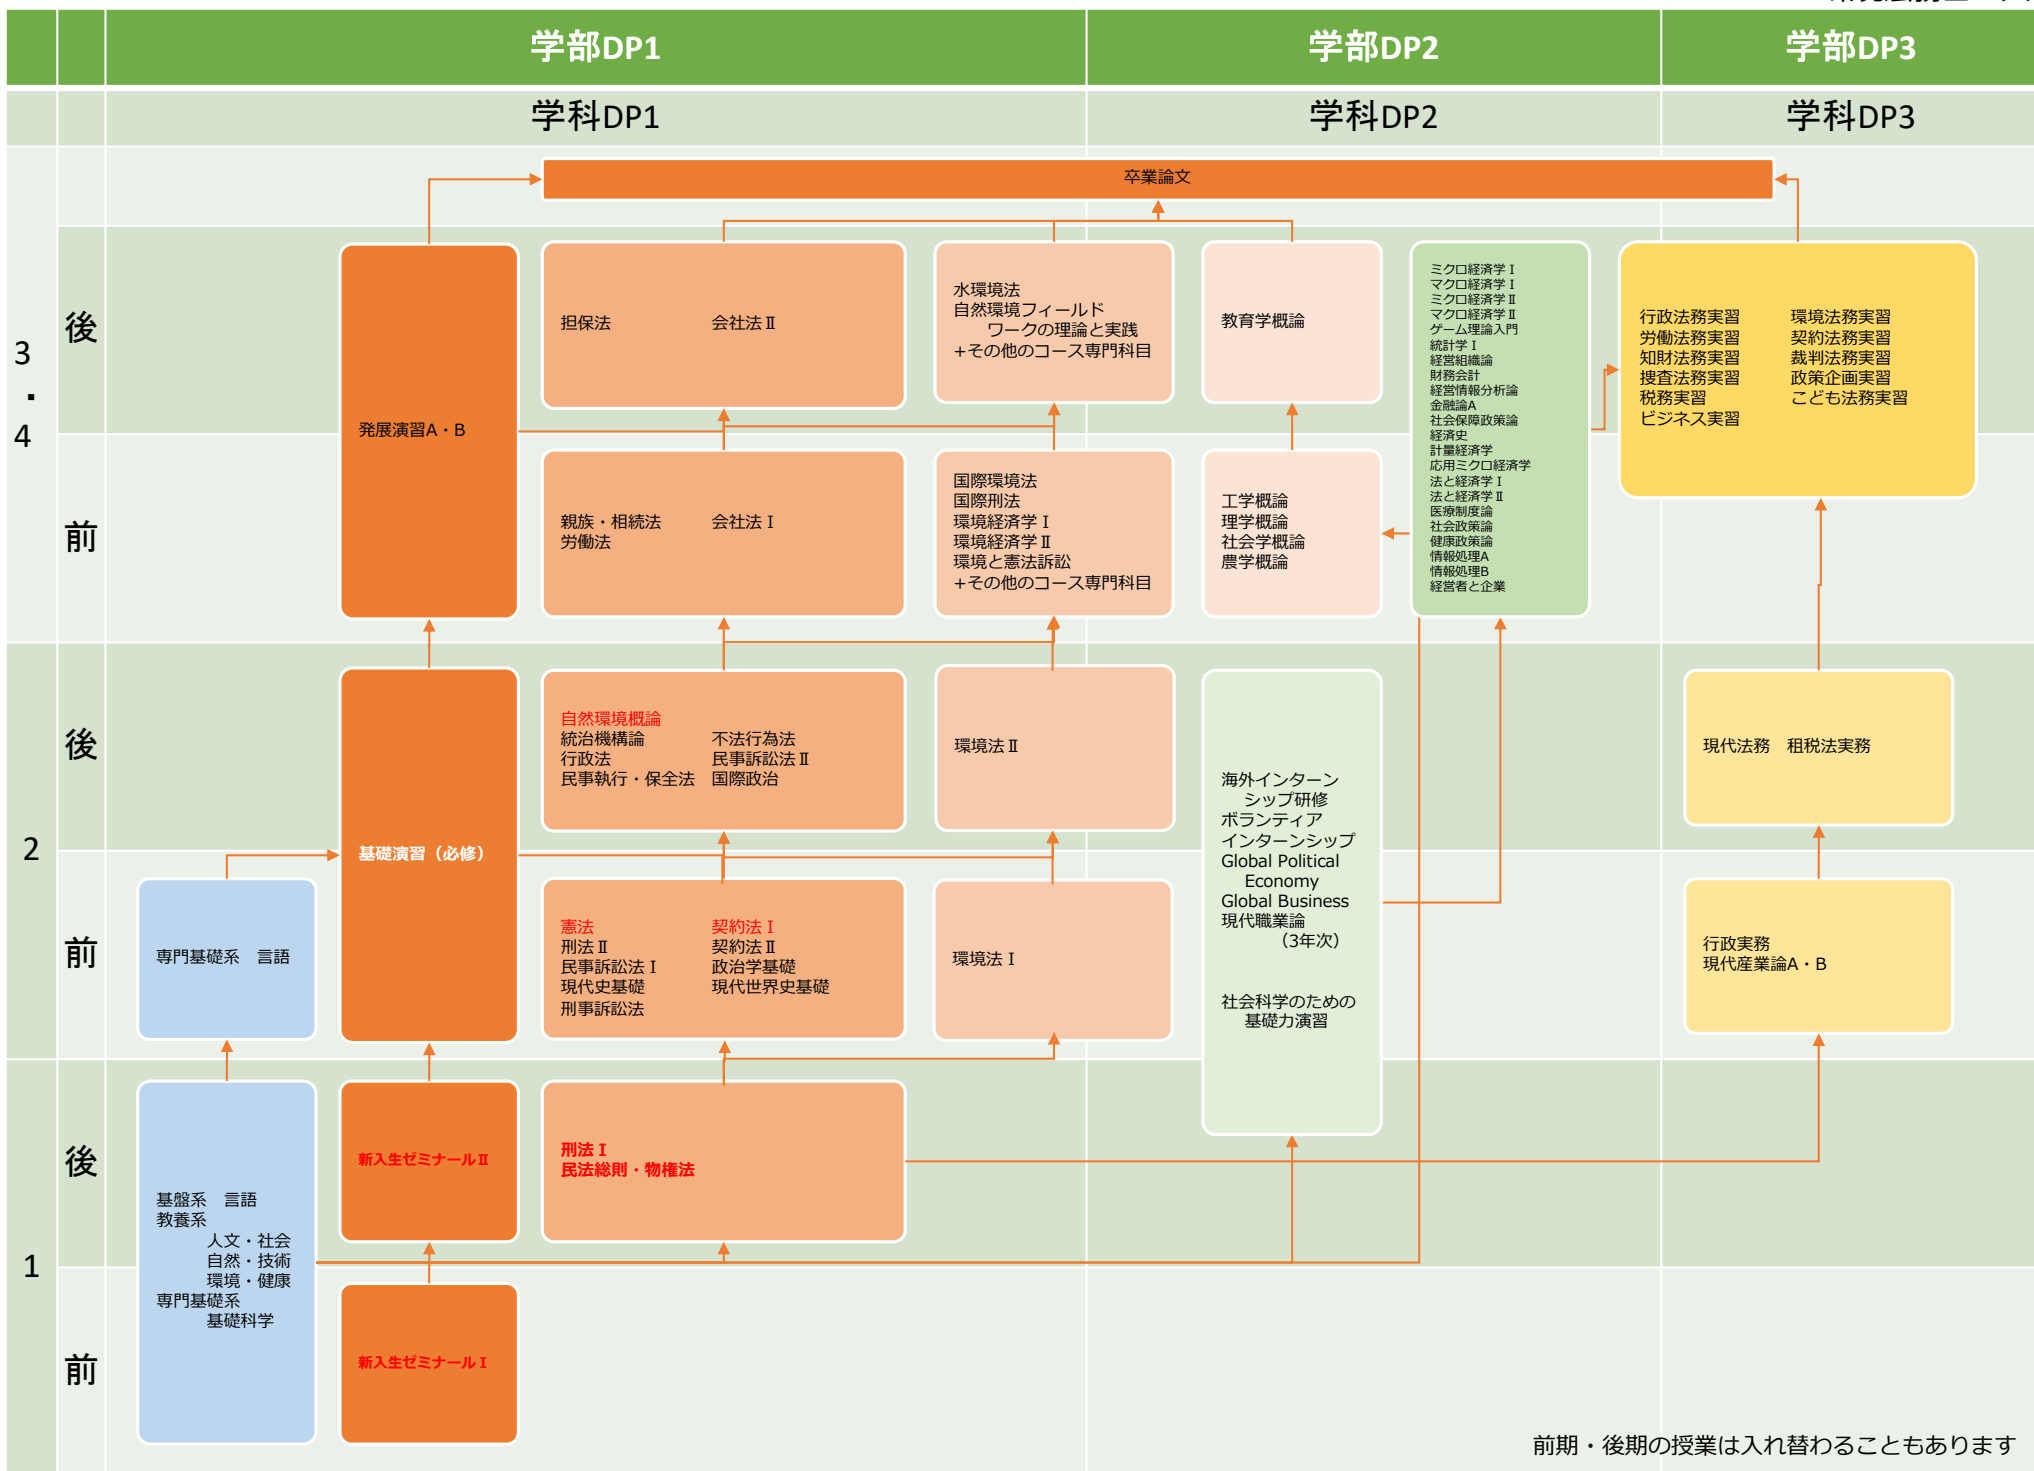 学部DP1
学部DP2
学部DP3
学科DP1
学科DP2
学科DP3
卒業論文
3・4
後
前
発展演習A・B
担保法　会社法Ⅱ
水環境法
自然環境フィールド
ワークの理論と実践
+その他のコース専門科目
教育学概論
ミクロ経済学Ⅰ
マクロ経済学Ⅰ
ミクロ経済学Ⅱ
マクロ経済学Ⅱ
ゲーム理論入門
統計学Ⅰ
経営組織論
財務会計
経営情報分析論
金融論A
社会保障政策論
経済史
計量経済学
応用ミクロ経済学
法と経済学Ⅰ
法と経済学Ⅱ
医療制度論
社会政策論
健康政策論
情報処理A
情報処理B
経営者と企業
行政法務実習　環境法務実習
労働法務実習　契約法務実習
知財法務実習　裁判法務実習
捜査法務実習　政策企画実習
税務実習　こども法務実習
ビジネス実習
親族・相続法　会社法Ⅰ
労働法
国際環境法
国際刑法
環境経済学Ⅰ
環境経済学Ⅱ
環境と憲法訴訟
+その他のコース専門科目
工学概論
理学概論
社会学概論
農学概論
2
後
前
基礎演習（必修）
自然環境概論
統治機構論　不法行為法
行政法　民事訴訟法Ⅱ
民事執行・保全法　国際政治
環境法Ⅱ
海外インターン
シップ研修
ボランティア
インターンシップ
Global Political
Economy
Global Business
現代職業論
（3年次）
社会科学のための
基礎力演習
現代法務　租税法実務
専門基礎系　言語
憲法　契約法Ⅰ
刑法Ⅱ　契約法Ⅱ
民事訴訟法Ⅰ　政治学基礎
現代史基礎　現代世界史基礎
刑事訴訟法
環境法Ⅰ
行政実務
現代産業論A・B
1
後
前
基盤系　言語
教養系
人文・社会
自然・技術
環境・健康
専門基礎系
基礎科学
新入生ゼミナールⅡ
刑法Ⅰ
民法総則・物権法
新入生ゼミナールⅠ
前期・後期の授業は入れ替わることもあります